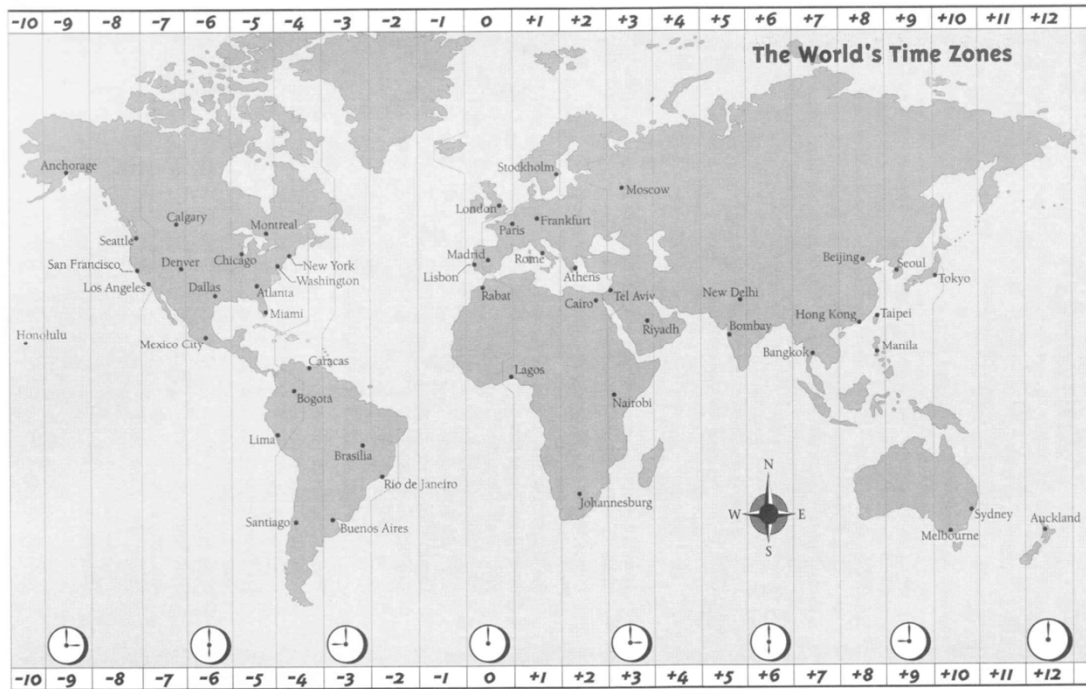 -10 -9 -8 -7 -6 -5 -4 -3 -2 -1 0 +1 +2 +3 +4 +5 +6 +7 +8 +9 +10 +11 +12
The World's Time Zones
Stockholm
Anchorage
Moscow
London
Calgary
Frankfurt
Paris
Montreal
Seattle
Madrid
Rome
Chicago
Beijing
San Francisco
Denver
New York
Seoul
Lisbon
Athens
Washington
Tokyo
Los Angeles
Dallas
Atlanta
Rabat
Cairo
Tel Aviv
New Delhi
Miami
Hong Kong
Taipei
Honolulu
Riyadh
Bombay
Mexico City
Manila
Bangkok
Caracas
Lagos
Bogotá
Nairobi
Lima
Brasília
N
Rio de Janeiro
Johannesburg
W E
Sydney
Santiago
Buenos Aires
Auckland
Melbourne
S
-10 -9 -8 -7 -6 -5 -4 -3 -2 -1 0 +1 +2 +3 +4 +5 +6 +7 +8 +9 +10 +11 +12